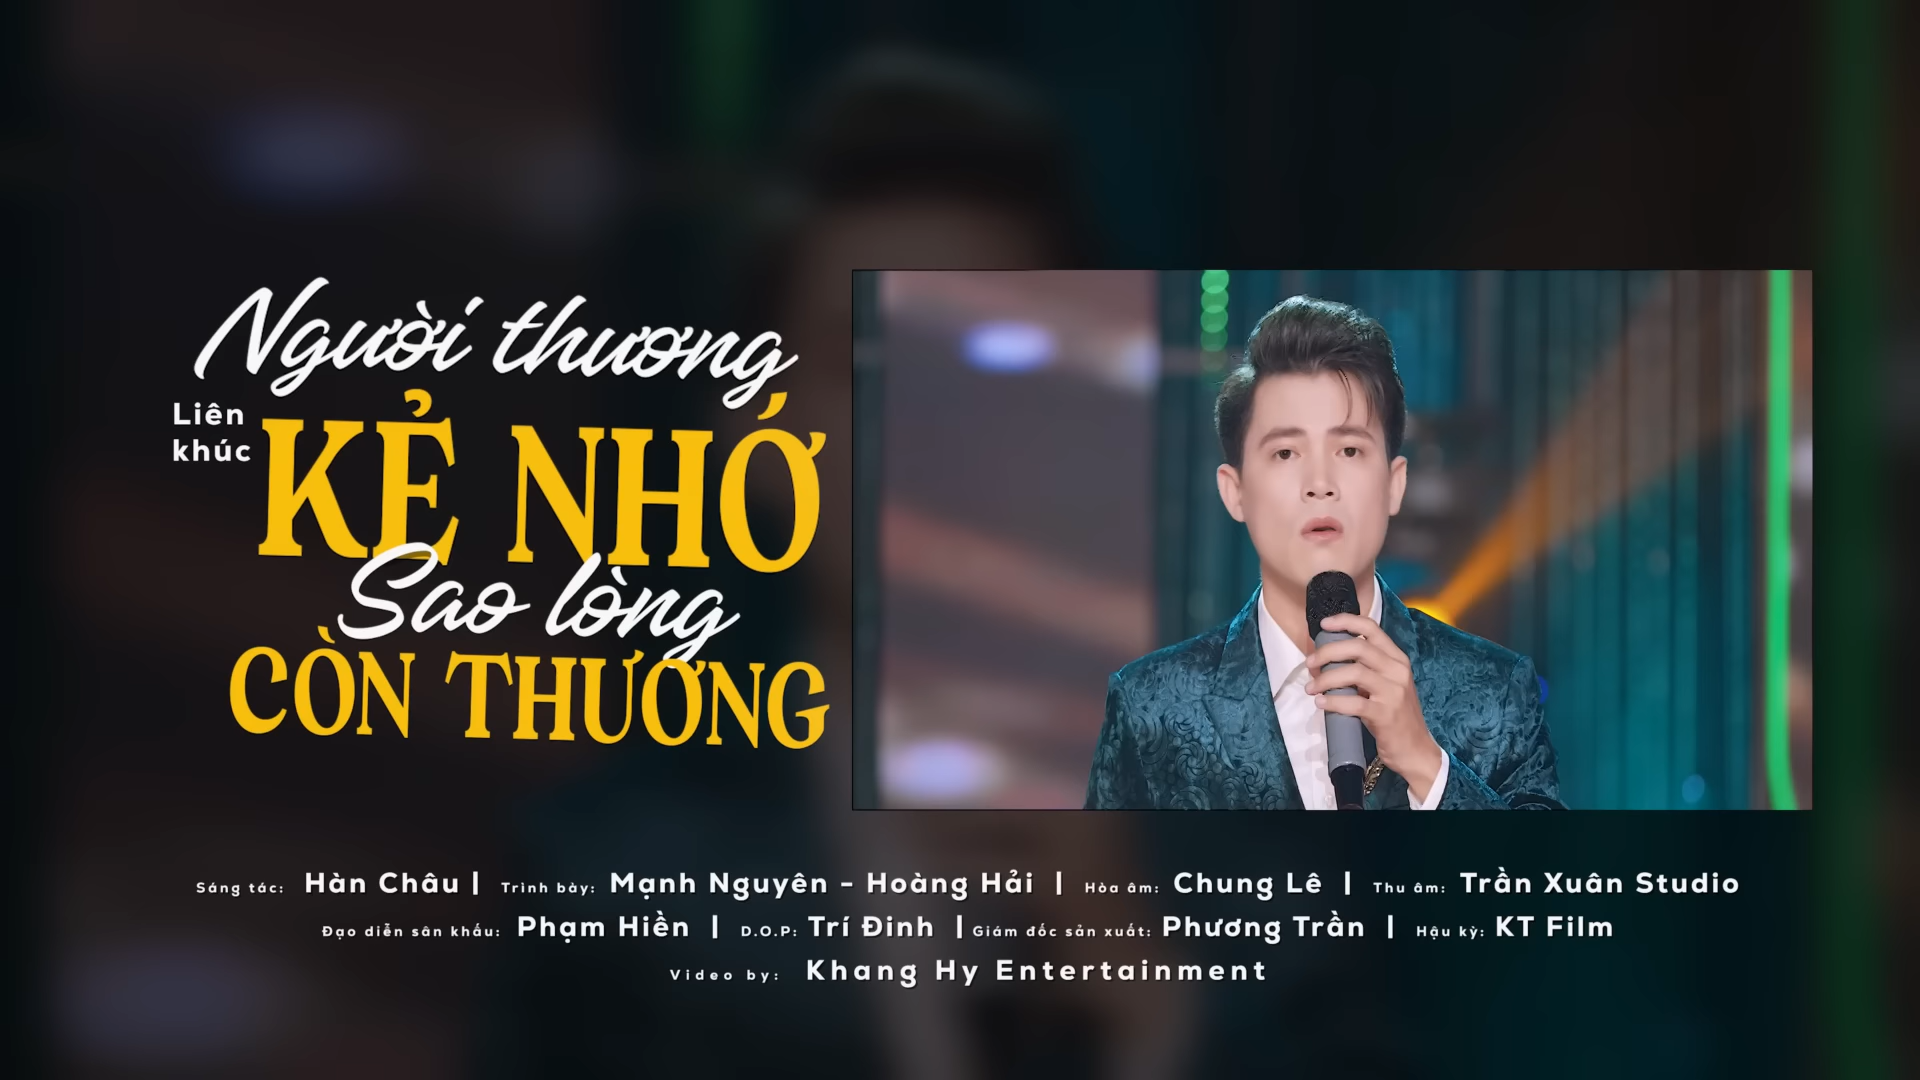 Người thương
Liên
khúc
KẺ NHỚ
Sao lòng
CÒN THƯƠNG
Sáng tác: Hàn Châu | Trình bày: Mạnh Nguyên - Hoàng Hải | Hòa âm: Chung Lê | Thu âm: Trần Xuân Studio
Đạo diễn sân khấu: Phạm Hiền | D.O.P: Trí Đinh | Giám đốc sản xuất: Phương Trần | Hậu kỳ: KT Film
Video by: Khang Hy Entertainment